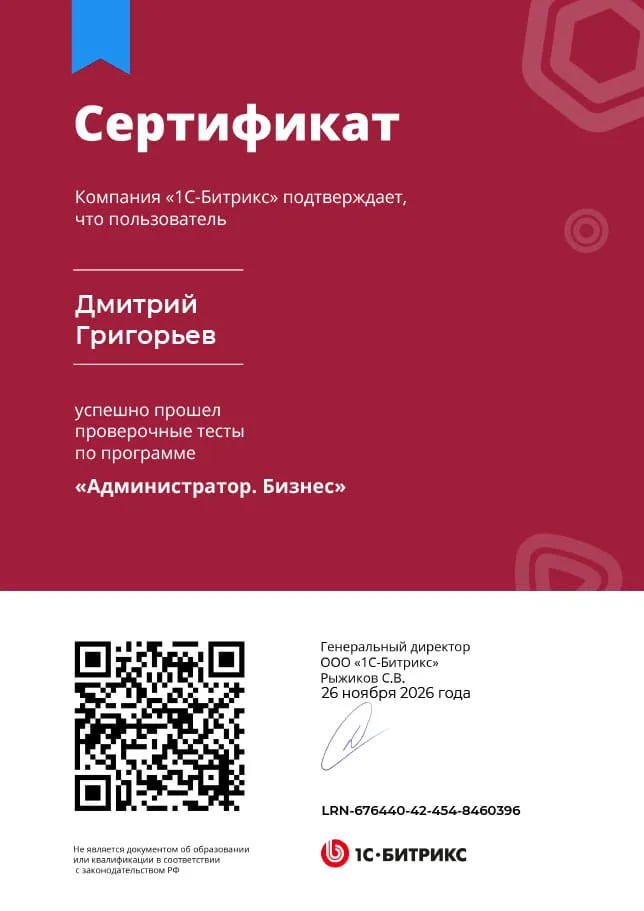 Сертификат
Компания «1С-Битрикс» подтверждает,
что пользователь
Дмитрий
Григорьев
успешно прошел
проверочные тесты
по программе
«Администратор. Бизнес»
Генеральный директор
ООО «1С-Битрикс»
Рыжиков С.В.
26 ноября 2026 года
LRN-676440-42-454-8460396
Не является документом об образовании
или квалификации в соответствии
с законодательством РФ
1С·БИТРИКС